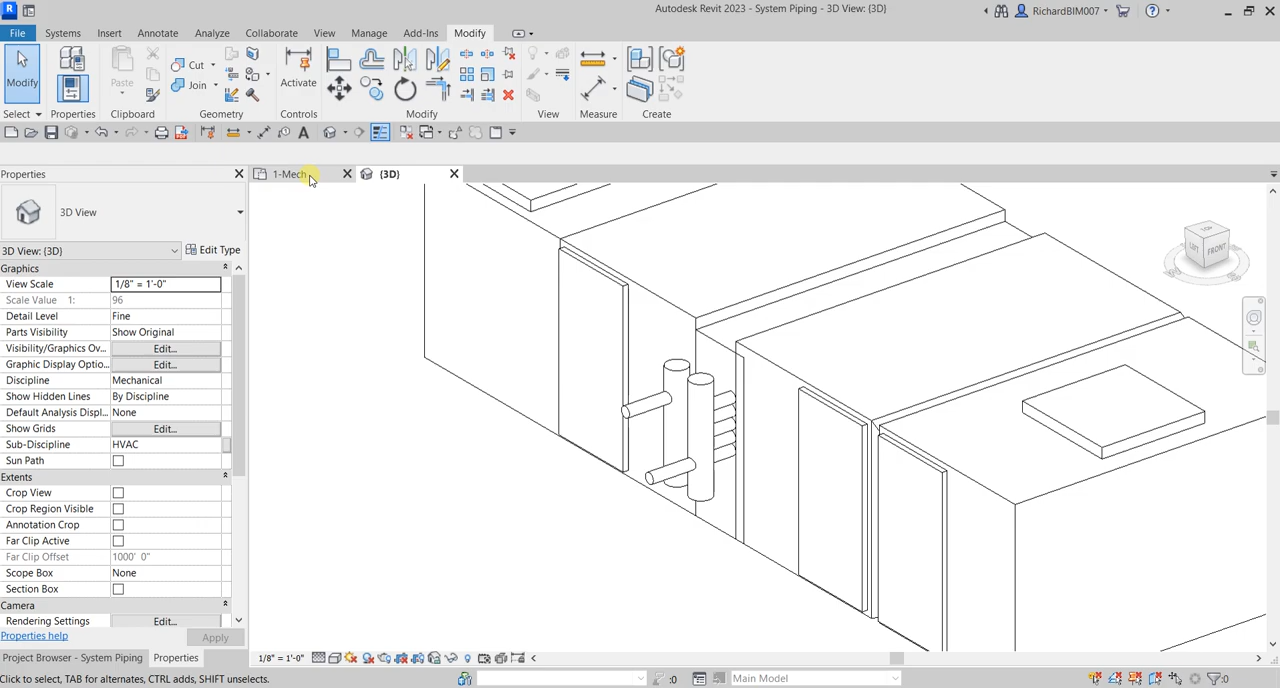 Autodesk Revit 2023 - System Piping - 3D View: {3D}
RichardBIM007
File
Systems
Insert
Annotate
Analyze
Collaborate
View
Manage
Add-Ins
Modify
Modify
Paste
Cut
Join
Activate
Select
Properties
Clipboard
Geometry
Controls
Modify
View
Measure
Create
Properties
1-Mech
{3D}
3D View
3D View: {3D}
Edit Type
Graphics
View Scale
1/8" = 1'-0"
Scale Value 1:
96
Detail Level
Fine
Parts Visibility
Show Original
Visibility/Graphics Ov...
Edit...
Graphic Display Optio...
Edit...
Discipline
Mechanical
Show Hidden Lines
By Discipline
Default Analysis Displ...
None
Show Grids
Edit...
Sub-Discipline
HVAC
Sun Path
Extents
Crop View
Crop Region Visible
Annotation Crop
Far Clip Active
Far Clip Offset
1000' 0"
Scope Box
None
Section Box
Camera
Rendering Settings
Edit...
Properties help
Apply
Project Browser - System Piping
Properties
1/8" = 1'-0"
Click to select, TAB for alternates, CTRL adds, SHIFT unselects.
:0
Main Model
:0
TOP
LEFT
FRONT